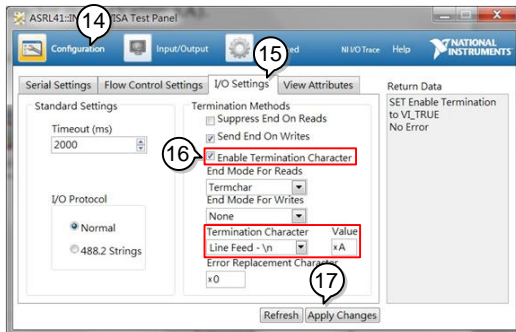 ASRL41::IN
VISA Test Panel
14
Configuration
Input/Output
ed
NI I/O Trace
Help
NATIONAL
INSTRUMENTS
15
Serial Settings
Flow Control Settings
I/O Settings
View Attributes
Return Data
Standard Settings
Timeout (ms)
2000
I/O Protocol
Normal
488.2 Strings
Termination Methods
Suppress End On Reads
Send End On Writes
16
Enable Termination Character
End Mode For Reads
Termchar
End Mode For Writes
None
Termination Character
Value
Line Feed - \n
xA
Error Replacement Character
x0
17
Refresh
Apply Changes
SET Enable Termination
to VI_TRUE
No Error